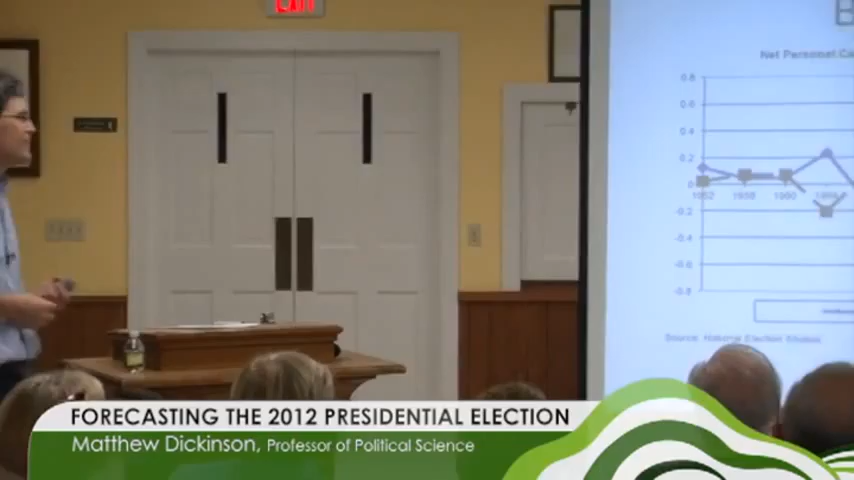 EXIT
B
Net Personal Ca
0.8
0.6
0.4
0.2
0
1952 1956 1960
-0.2
-0.4
-0.6
-0.8
Source: National Election Studies
FORECASTING THE 2012 PRESIDENTIAL ELECTION
Matthew Dickinson, Professor of Political Science